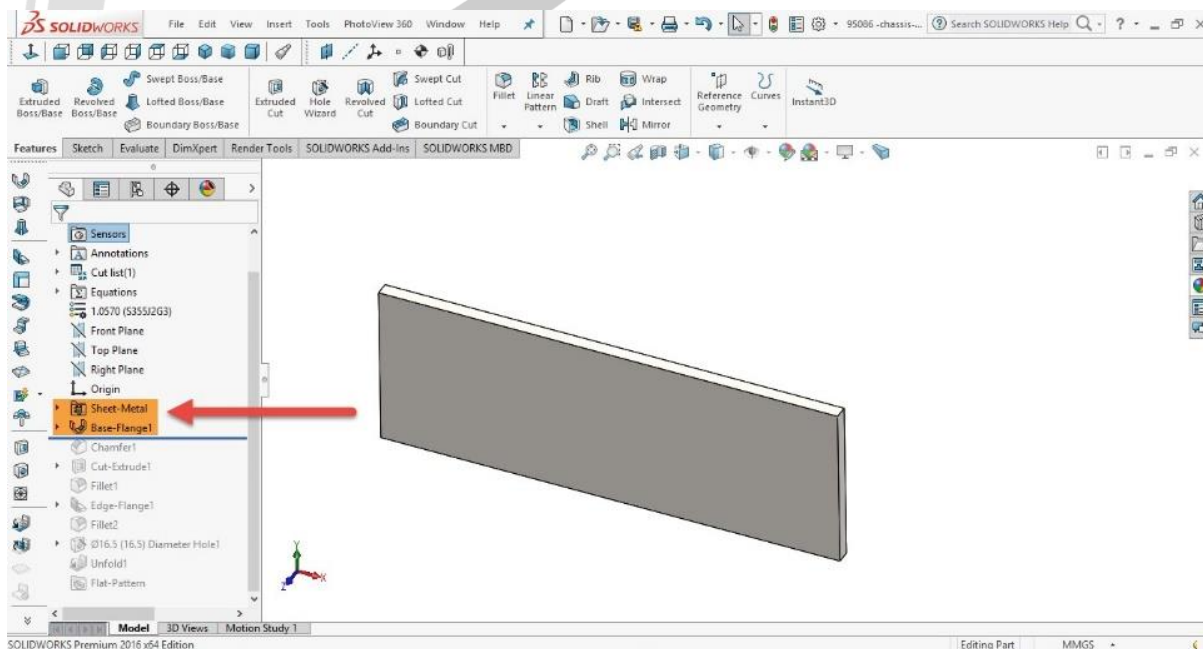 SOLIDWORKS File Edit View Insert Tools PhotoView 360 Window Help 95086 -chassis-... Search SOLIDWORKS Help
Extruded Boss/Base
Revolved Boss/Base
Swept Boss/Base
Lofted Boss/Base
Boundary Boss/Base
Extruded Cut
Hole Wizard
Revolved Cut
Swept Cut
Lofted Cut
Boundary Cut
Fillet
Linear Pattern
Rib
Draft
Shell
Wrap
Intersect
Mirror
Reference Geometry
Curves
Instant3D
Features Sketch Evaluate DimXpert Render Tools SOLIDWORKS Add-Ins SOLIDWORKS MBD
Sensors
Annotations
Cut list(1)
Equations
1.0570 (S355J2G3)
Front Plane
Top Plane
Right Plane
Origin
Sheet-Metal
Base-Flange1
Chamfer1
Cut-Extrude1
Fillet1
Edge-Flange1
Fillet2
Ø16.5 (16.5) Diameter Hole1
Unfold1
Flat-Pattern
Y
X
Z
Model 3D Views Motion Study 1
SOLIDWORKS Premium 2016 x64 Edition Editing Part MMGS